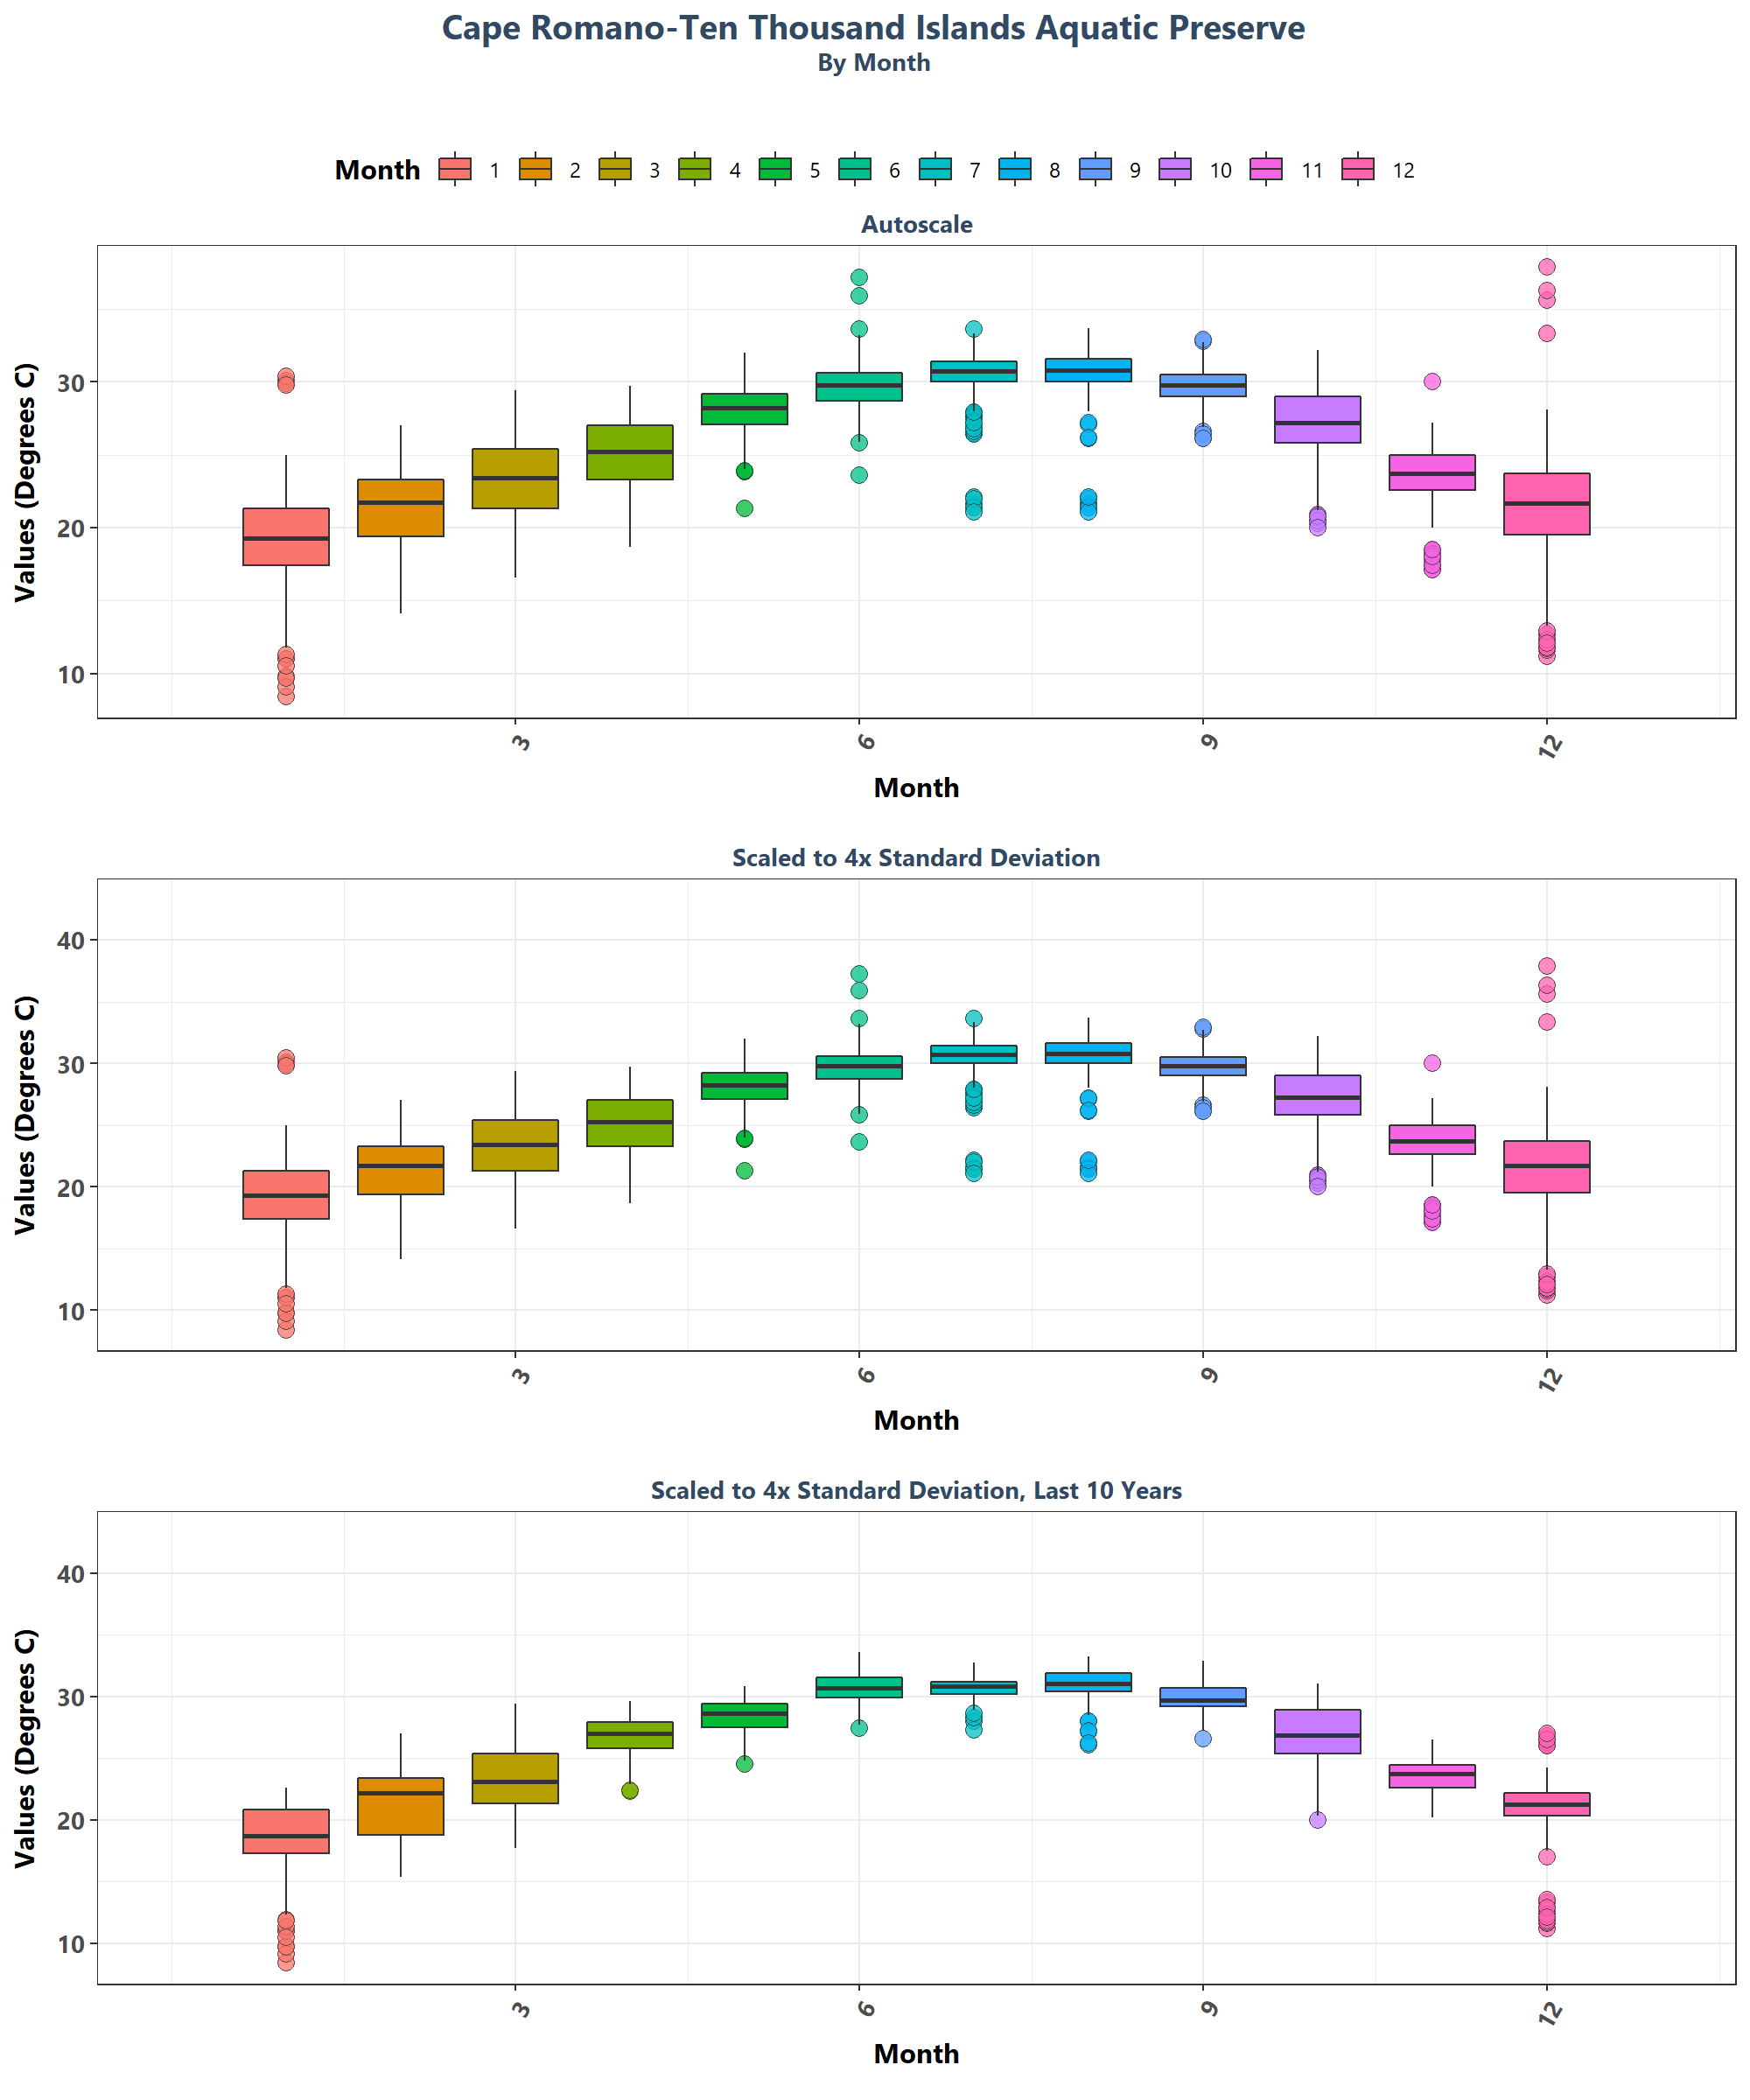 Cape Romano-Ten Thousand Islands Aquatic Preserve
By Month
Month 1 2 3 4 5 6 7 8 9 10 11 12
Autoscale
Values (Degrees C)
30
20
10
3 6 9 12
Month
Scaled to 4x Standard Deviation
Values (Degrees C)
40
30
20
10
3 6 9 12
Month
Scaled to 4x Standard Deviation, Last 10 Years
Values (Degrees C)
40
30
20
10
3 6 9 12
Month